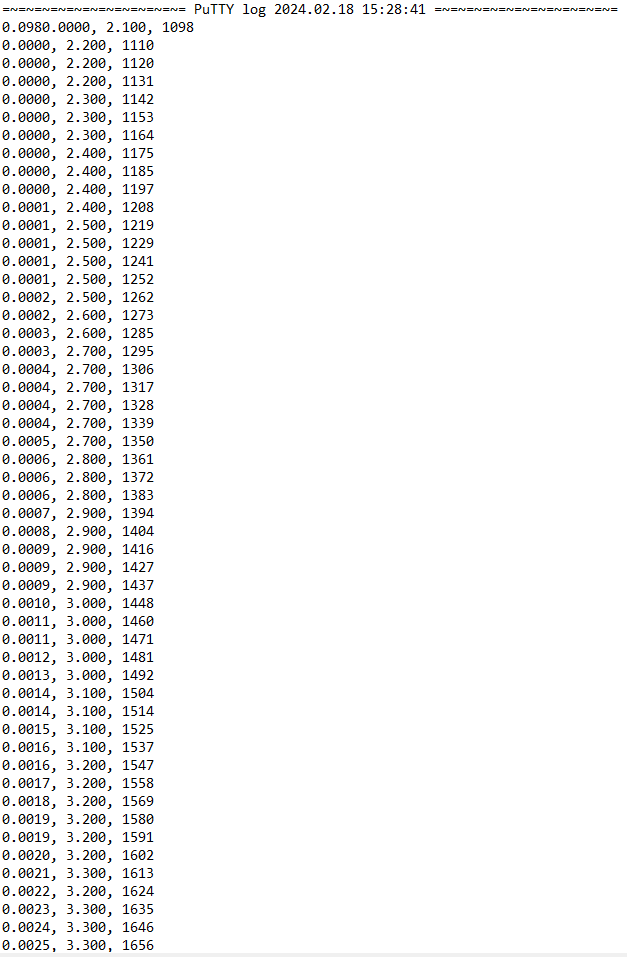 =~=~=~=~=~=~=~=~=~=~=~= PuTTY log 2024.02.18 15:28:41 =~=~=~=~=~=~=~=~=~=~=~=
0.0980.0000, 2.100, 1098
0.0000, 2.200, 1110
0.0000, 2.200, 1120
0.0000, 2.200, 1131
0.0000, 2.300, 1142
0.0000, 2.300, 1153
0.0000, 2.300, 1164
0.0000, 2.400, 1175
0.0000, 2.400, 1185
0.0000, 2.400, 1197
0.0001, 2.400, 1208
0.0001, 2.500, 1219
0.0001, 2.500, 1229
0.0001, 2.500, 1241
0.0001, 2.500, 1252
0.0002, 2.500, 1262
0.0002, 2.600, 1273
0.0003, 2.600, 1285
0.0003, 2.700, 1295
0.0004, 2.700, 1306
0.0004, 2.700, 1317
0.0004, 2.700, 1328
0.0004, 2.700, 1339
0.0005, 2.700, 1350
0.0006, 2.800, 1361
0.0006, 2.800, 1372
0.0006, 2.800, 1383
0.0007, 2.900, 1394
0.0008, 2.900, 1404
0.0009, 2.900, 1416
0.0009, 2.900, 1427
0.0009, 2.900, 1437
0.0010, 3.000, 1448
0.0011, 3.000, 1460
0.0011, 3.000, 1471
0.0012, 3.000, 1481
0.0013, 3.000, 1492
0.0014, 3.100, 1504
0.0014, 3.100, 1514
0.0015, 3.100, 1525
0.0016, 3.100, 1537
0.0016, 3.200, 1547
0.0017, 3.200, 1558
0.0018, 3.200, 1569
0.0019, 3.200, 1580
0.0019, 3.200, 1591
0.0020, 3.200, 1602
0.0021, 3.300, 1613
0.0022, 3.200, 1624
0.0023, 3.300, 1635
0.0024, 3.300, 1646
0.0025, 3.300, 1656